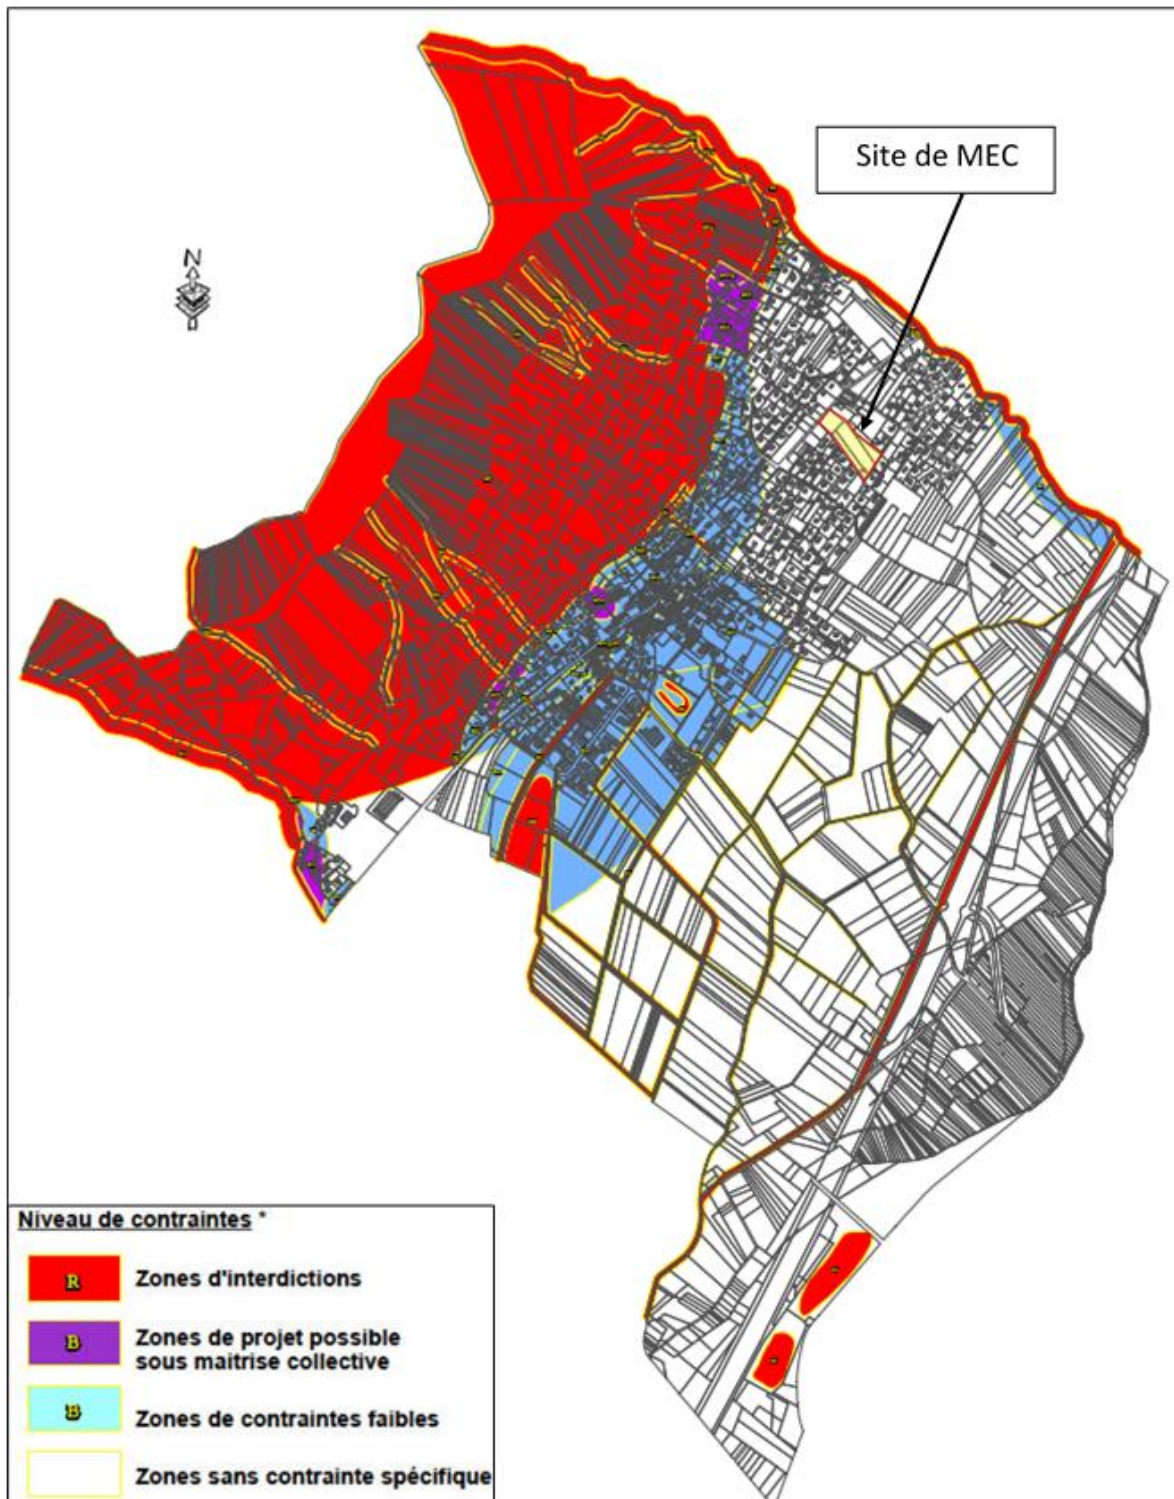 Site de MEC
N
Niveau de contraintes *
R
Zones d'interdictions
B
Zones de projet possible
sous maitrise collective
B
Zones de contraintes faibles
Zones sans contrainte spécifique